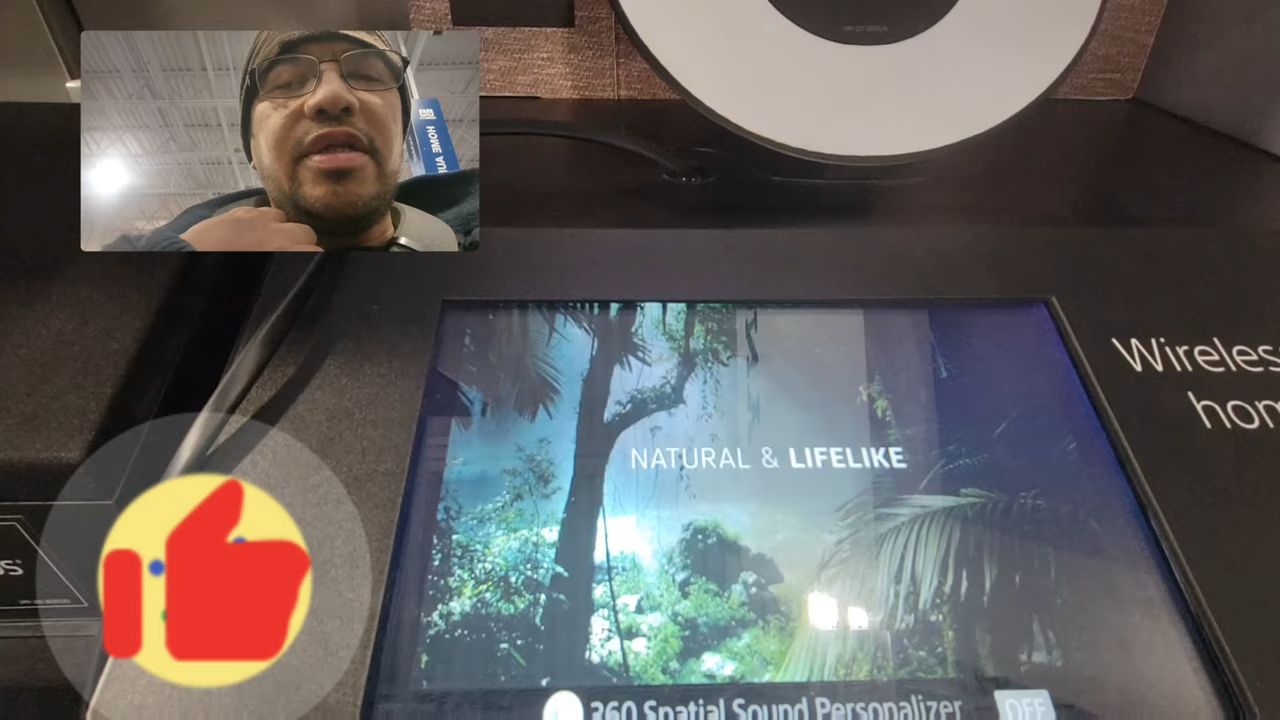 HOME AU
Wireles
hom
NATURAL & LIFELIKE
360 Spatial Sound Personalizer
OFF